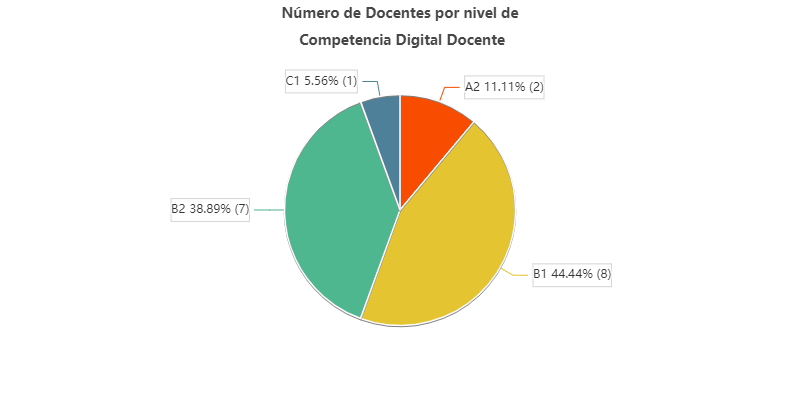 Número de Docentes por nivel de
Competencia Digital Docente
C1 5.56% (1)
A2 11.11% (2)
B2 38.89% (7)
B1 44.44% (8)